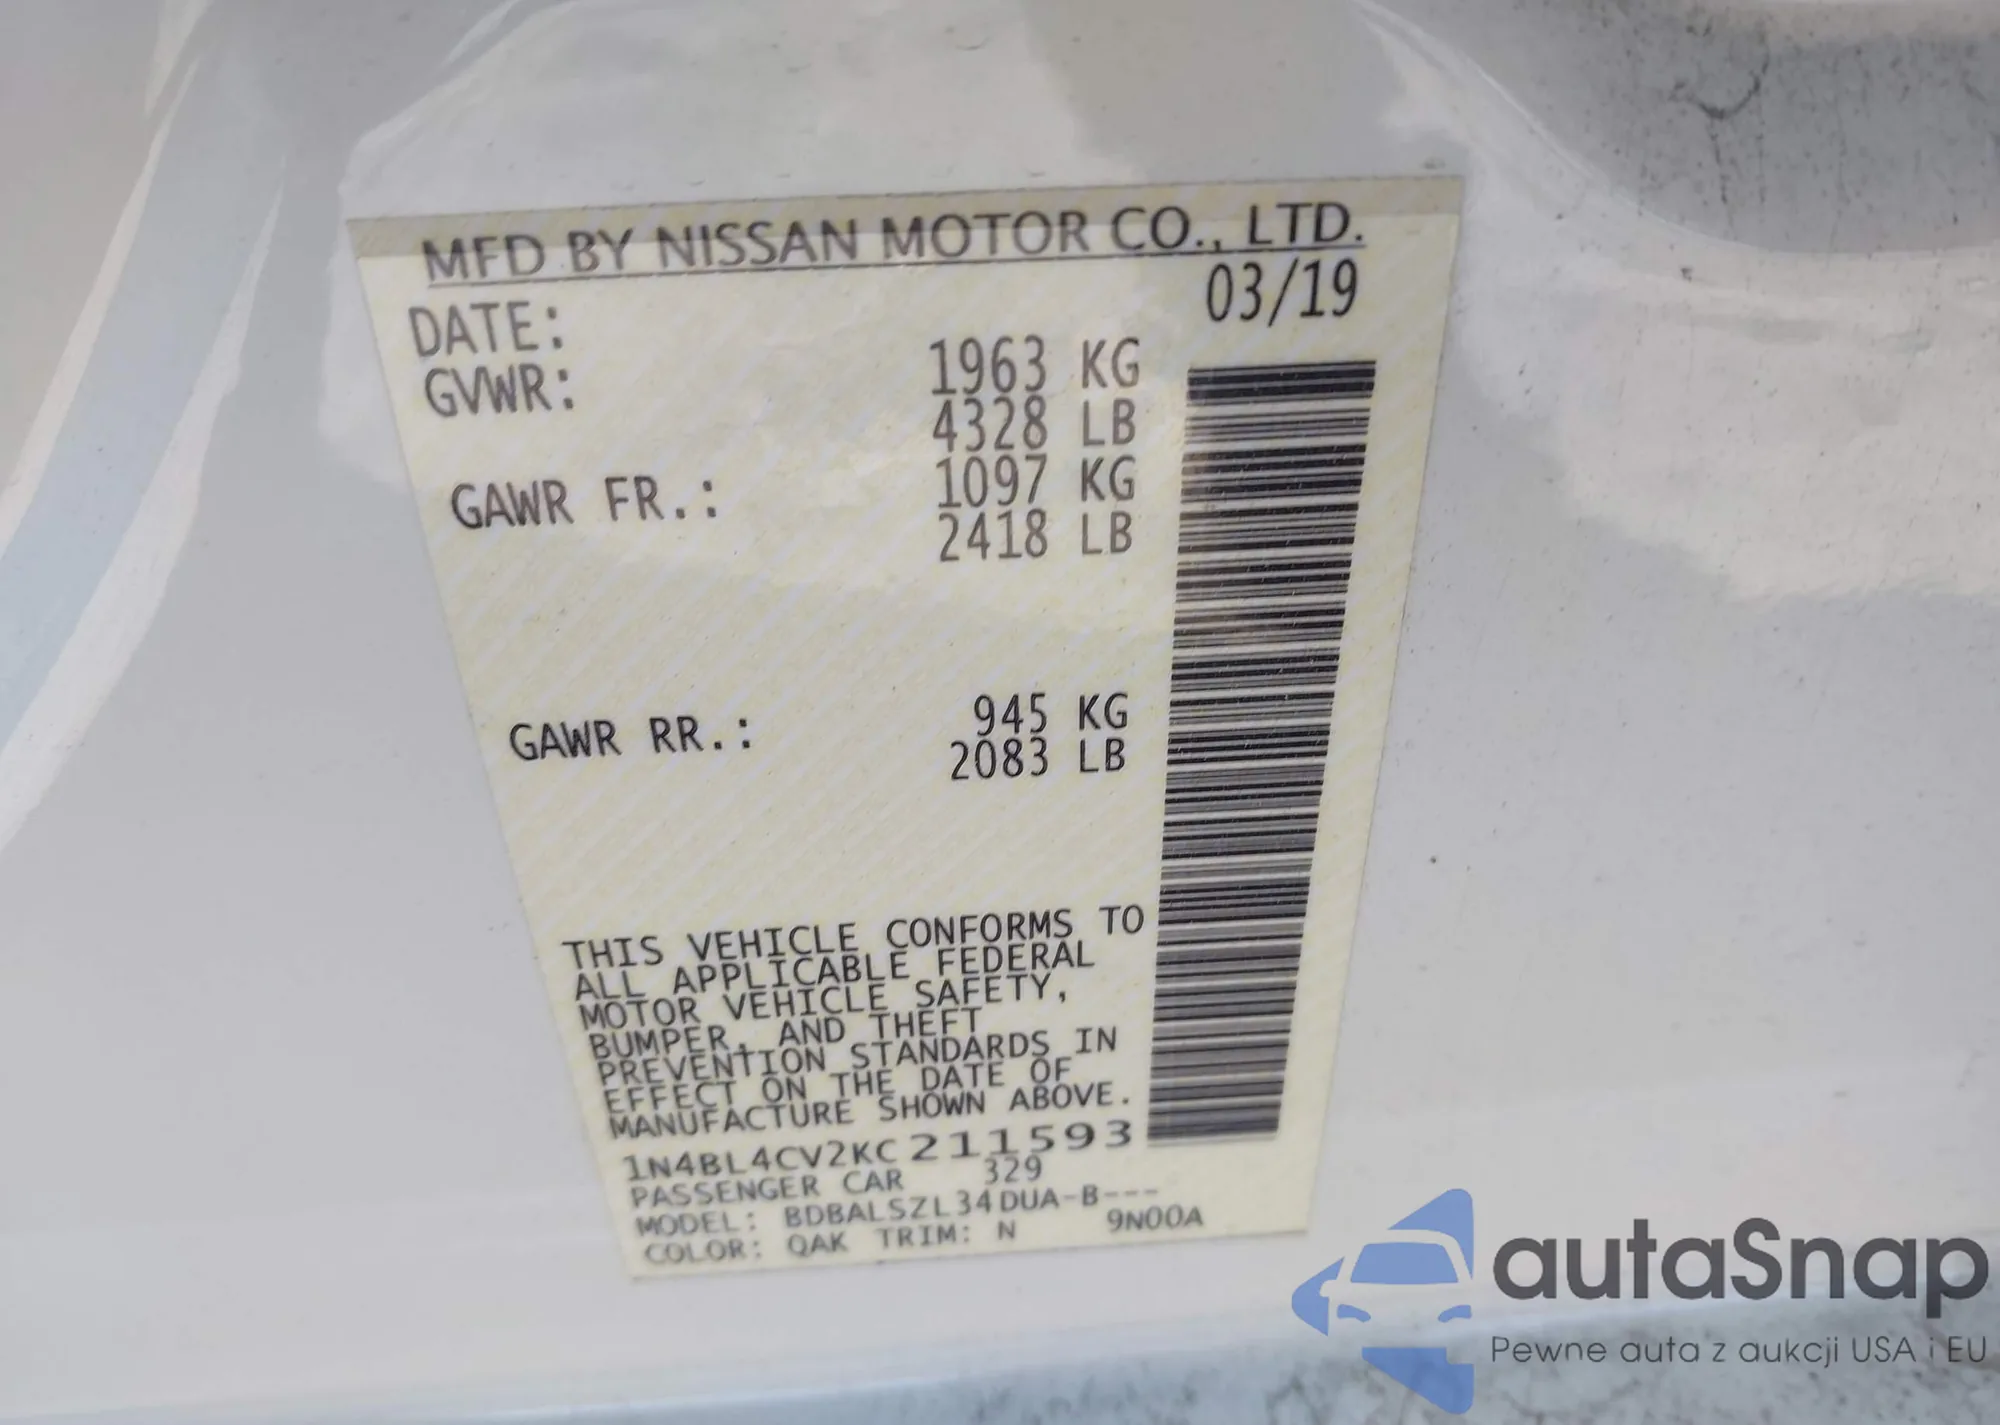 MFD BY NISSAN MOTOR CO., LTD.
DATE: 03/19
GVWR: 1963 KG
4328 LB
GAWR FR.: 1097 KG
2418 LB
GAWR RR.: 945 KG
2083 LB
THIS VEHICLE CONFORMS TO
ALL APPLICABLE FEDERAL
MOTOR VEHICLE SAFETY,
BUMPER, AND THEFT
PREVENTION STANDARDS IN
EFFECT ON THE DATE OF
MANUFACTURE SHOWN ABOVE.
1N4BL4CV2KC211593
PASSENGER CAR 329
MODEL: BDBALSZL34DUA-B---
COLOR: QAK TRIM: N 9N00A
autaSnap
Pewne auta z aukcji USA i EU